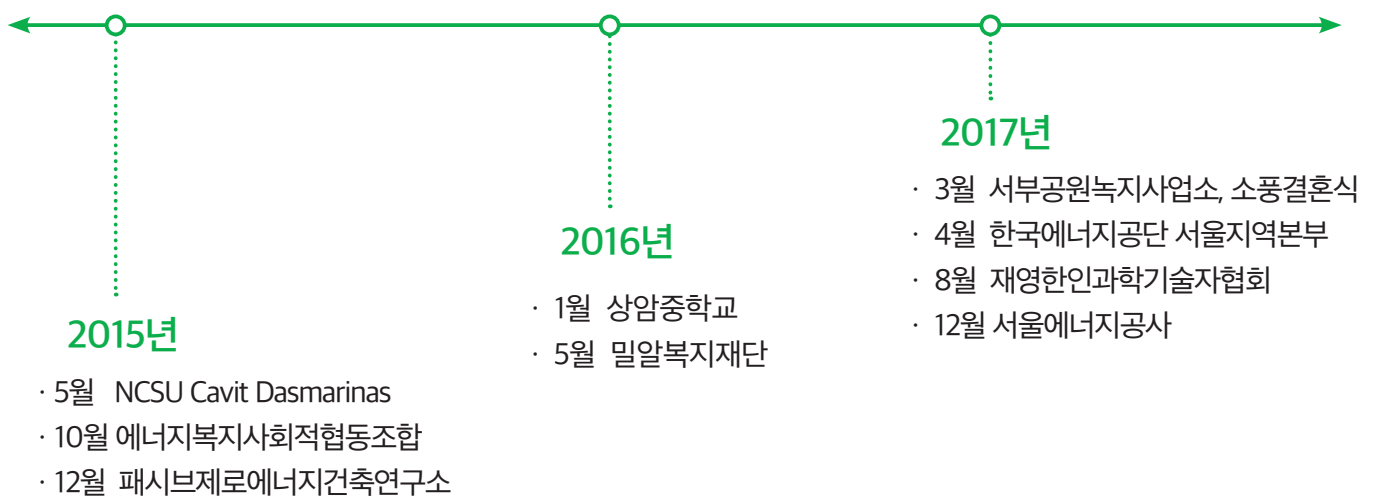 2015년
· 5월 NCSU Cavit Dasmarinas
· 10월 에너지복지사회적협동조합
· 12월 패시브제로에너지건축연구소
2016년
· 1월 상암중학교
· 5월 밀알복지재단
2017년
· 3월 서부공원녹지사업소, 소풍결혼식
· 4월 한국에너지공단 서울지역본부
· 8월 재영한인과학기술자협회
· 12월 서울에너지공사